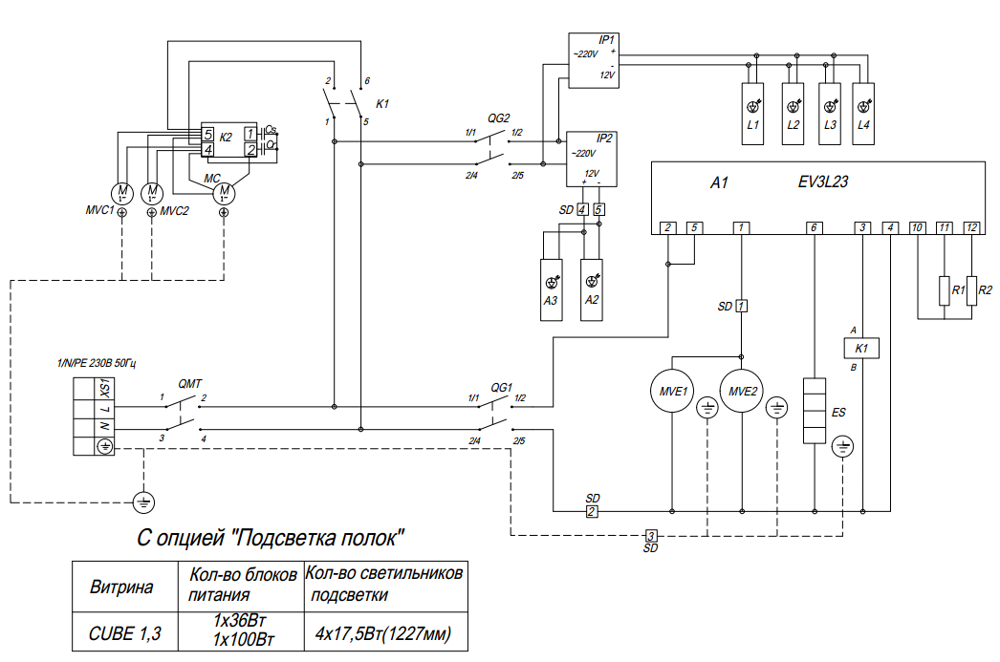 IP1
~220V +
-
12V
2 6
K1
1 5
QG2
1/1 1/2
2/4 2/5
L1 L2 L3 L4
5 K2 1 Cs
4 2 Cr
MC
M
1~
M
1~
M
1~
MVC1 MVC2
IP2
~220V
12V
+ -
SD 4 5
A3 A2
A1 EV3L23
2 5 1 6 3 4 10 11 12
SD 1
R1 R2
A
K1
B
1/N/PE 230В 50Гц
XS1
L
N
QMT
1 2
3 4
QG1
1/1 1/2
2/4 2/5
MVE1 MVE2
ES
SD
2
3
SD
С опцией "Подсветка полок"
Витрина
Кол-во блоков
питания
Кол-во светильников
подсветки
CUBE 1,3
1х36Вт
1х100Вт
4х17,5Вт(1227мм)